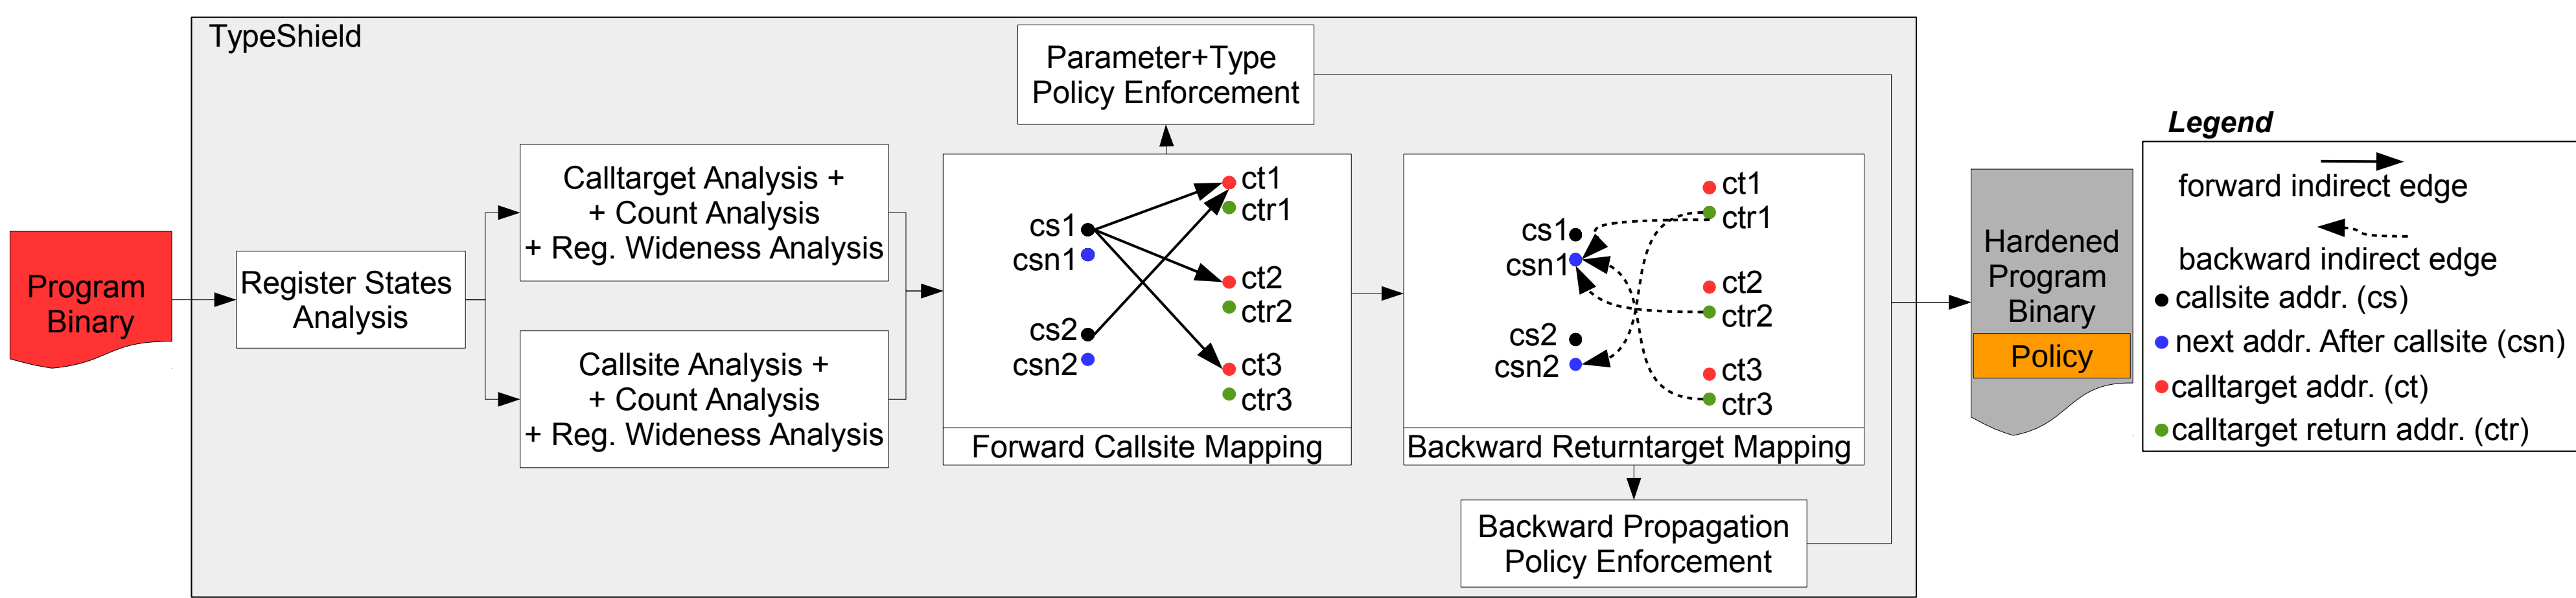 TypeShield
Program
Binary
Register States
Analysis
Calltarget Analysis +
+ Count Analysis
+ Reg. Wideness Analysis
Callsite Analysis +
+ Count Analysis
+ Reg. Wideness Analysis
Parameter+Type
Policy Enforcement
cs1
csn1
cs2
csn2
ct1
ctr1
ct2
ctr2
ct3
ctr3
Forward Callsite Mapping
cs1
csn1
cs2
csn2
ct1
ctr1
ct2
ctr2
ct3
ctr3
Backward Returntarget Mapping
Backward Propagation
Policy Enforcement
Hardened
Program
Binary
Policy
Legend
forward indirect edge
backward indirect edge
callsite addr. (cs)
next addr. After callsite (csn)
calltarget addr. (ct)
calltarget return addr. (ctr)